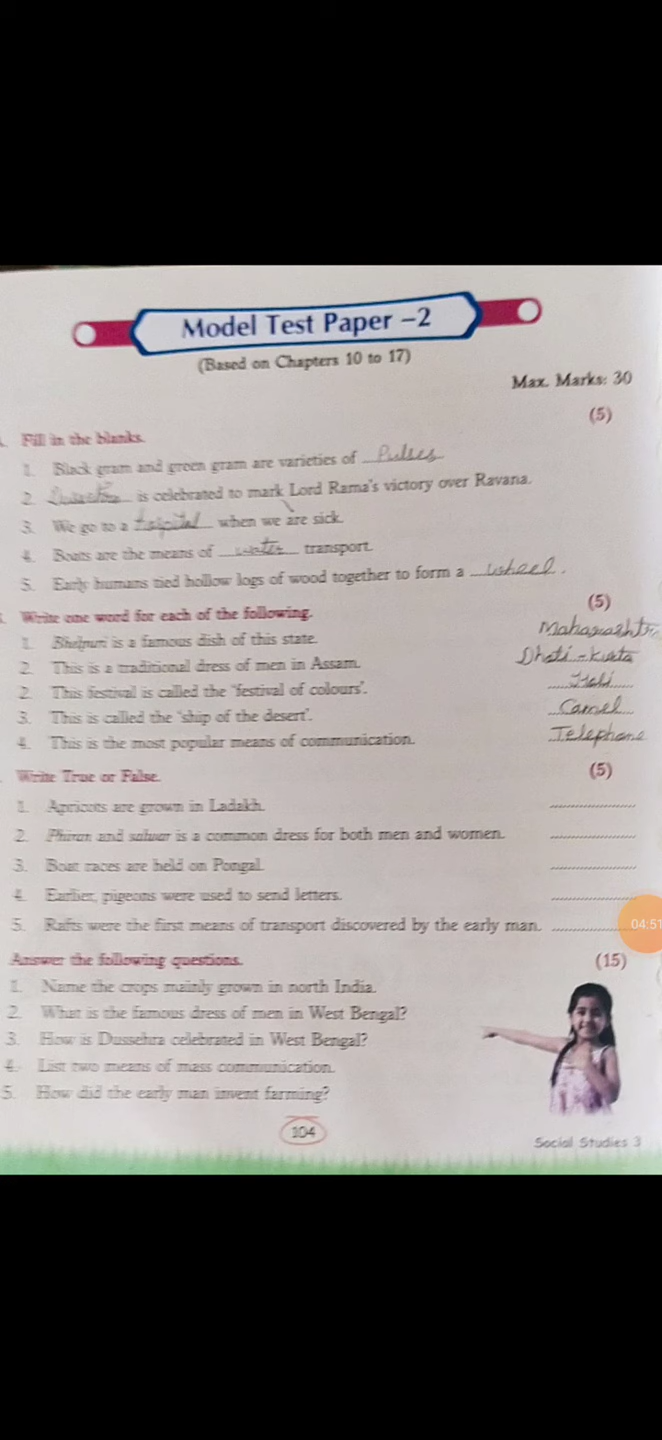 Model Test Paper –2
(Based on Chapters 10 to 17)
Max. Marks: 30
(5)
Fill in the blanks.
1. Black gram and green gram are varieties of Pulses
2. is celebrated to mark Lord Rama's victory over Ravana.
3. We go to a hospital when we are sick.
4. Boats are the means of water transport.
5. Early humans tied hollow logs of wood together to form a wheel.
Write one word for each of the following. (5)
1. Bhelpuri is a famous dish of this state. Maharashtr
2. This is a traditional dress of men in Assam. Dhoti-Kurta
2. This festival is called the 'festival of colours'. Holi
3. This is called the 'ship of the desert'. Camel
4. This is the most popular means of communication. Telephone
Write True or False. (5)
1. Apricots are grown in Ladakh.
2. Phiran and salwar is a common dress for both men and women.
3. Boat races are held on Pongal.
4. Earlier, pigeons were used to send letters.
5. Rafts were the first means of transport discovered by the early man.
04:51
Answer the following questions. (15)
1. Name the crops mainly grown in north India.
2. What is the famous dress of men in West Bengal?
3. How is Dussehra celebrated in West Bengal?
4. List two means of mass communication.
5. How did the early man invent farming?
104
Social Studies 3